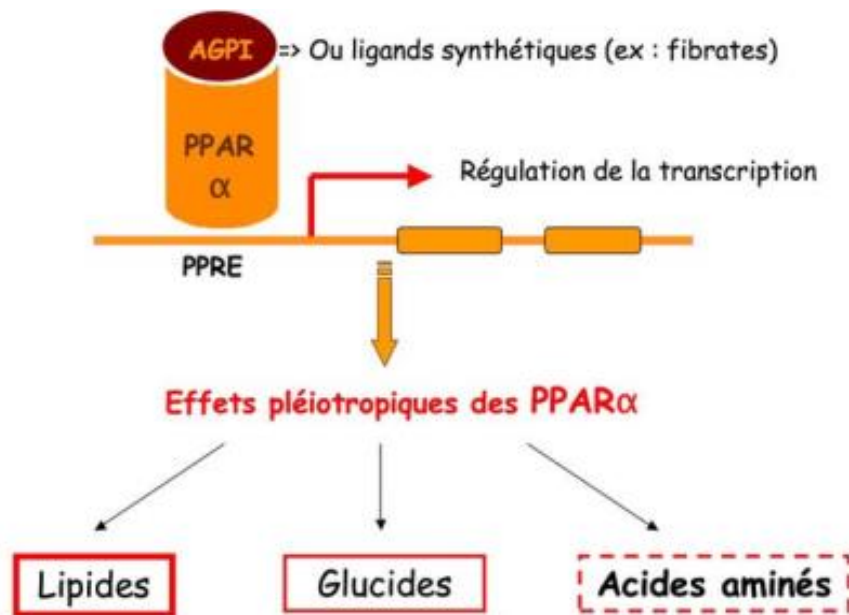 AGPI => Ou ligands synthétiques (ex : fibrates)
PPAR
α
Régulation de la transcription
PPRE
Effets pléiotropiques des PPARα
Lipides
Glucides
Acides aminés